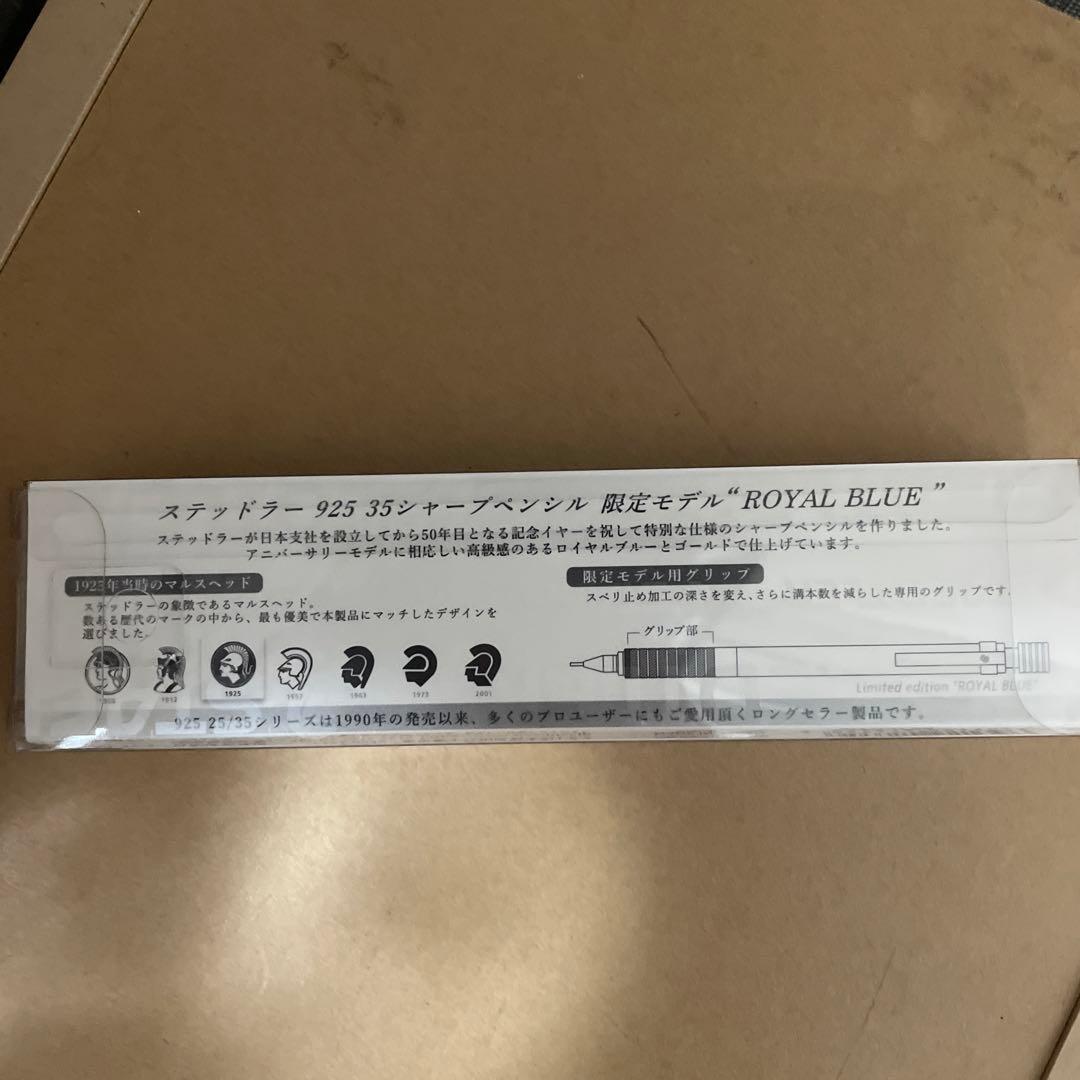 ステッドラー 925 35シャープペンシル 限定モデル“ROYAL BLUE ”
ステッドラーが日本支社を設立してから50年目となる記念イヤーを祝して特別な仕様のシャープペンシルを作りました。
アニバーサリーモデルに相応しい高級感のあるロイヤルブルーとゴールドで仕上げています。
1925年当時のマルスヘッド
ステッドラーの象徴であるマルスヘッド。
数ある歴代のマークの中から、最も優美で本製品にマッチしたデザインを
選びました。
1912
1925
1937
1963
1973
2001
限定モデル用グリップ
スベリ止め加工の深さを変え、さらに溝本数を減らした専用のグリップです。
グリップ部
Limited edition "ROYAL BLUE"
925 25/35シリーズは1990年の発売以来、多くのプロユーザーにもご愛用頂くロングセラー製品です。